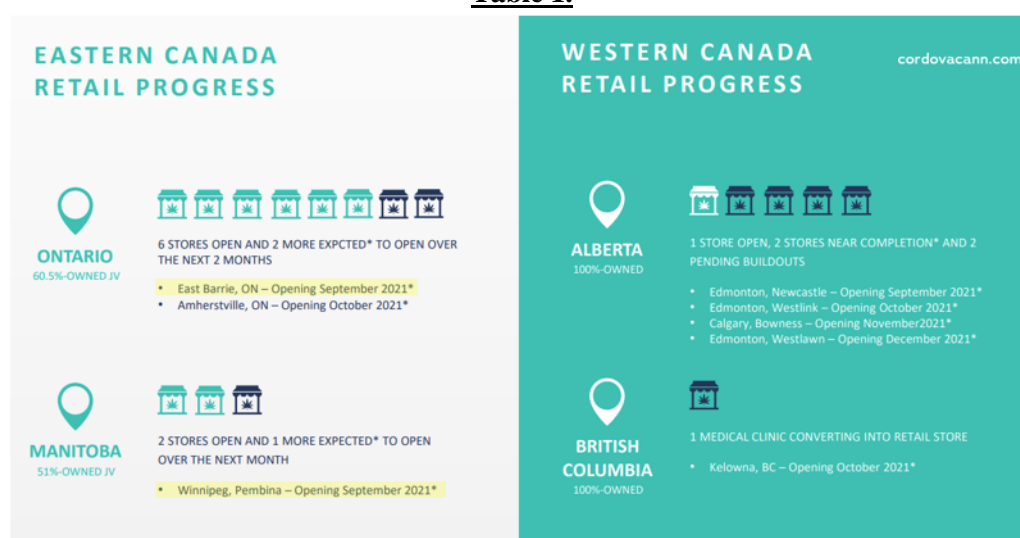 Table 1.
EASTERN CANADA
RETAIL PROGRESS
ONTARIO
60.5%-OWNED JV
6 STORES OPEN AND 2 MORE EXPCTED* TO OPEN OVER
THE NEXT 2 MONTHS
• East Barrie, ON – Opening September 2021*
• Amherstville, ON – Opening October 2021*
MANITOBA
51%-OWNED JV
2 STORES OPEN AND 1 MORE EXPECTED* TO OPEN
OVER THE NEXT MONTH
• Winnipeg, Pembina – Opening September 2021*
WESTERN CANADA
RETAIL PROGRESS
cordovacann.com
ALBERTA
100%-OWNED
1 STORE OPEN, 2 STORES NEAR COMPLETION* AND 2
PENDING BUILDOUTS
• Edmonton, Newcastle – Opening September 2021*
• Edmonton, Westlink – Opening October 2021*
• Calgary, Bowness – Opening November2021*
• Edmonton, Westlawn – Opening December 2021*
BRITISH
COLUMBIA
100%-OWNED
1 MEDICAL CLINIC CONVERTING INTO RETAIL STORE
• Kelowna, BC – Opening October 2021*